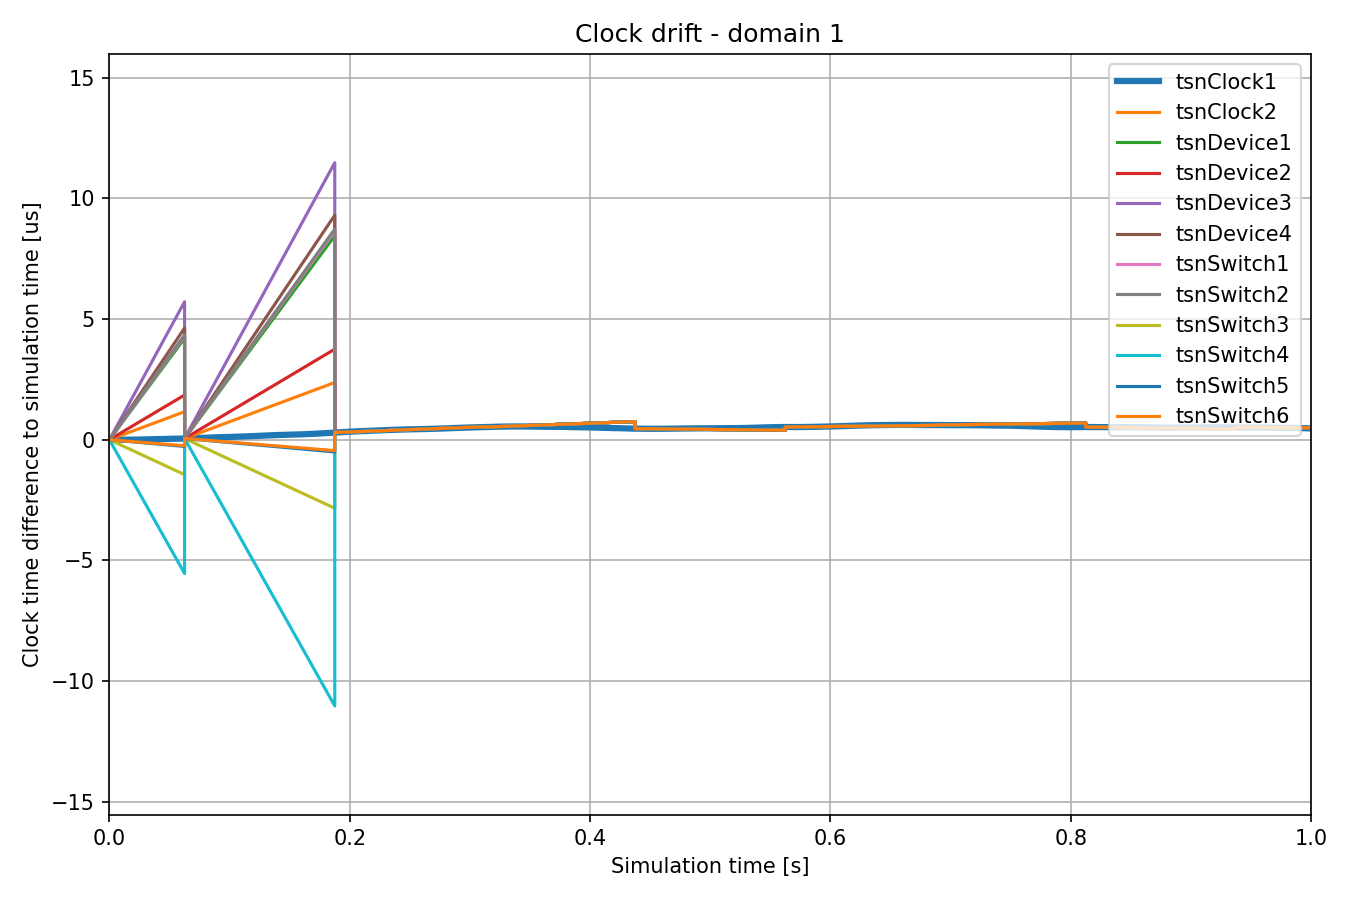 Clock drift - domain 1
Clock time difference to simulation time [us]
15
10
5
0
−5
−10
−15
tsnClock1
tsnClock2
tsnDevice1
tsnDevice2
tsnDevice3
tsnDevice4
tsnSwitch1
tsnSwitch2
tsnSwitch3
tsnSwitch4
tsnSwitch5
tsnSwitch6
0.0 0.2 0.4 0.6 0.8 1.0
Simulation time [s]